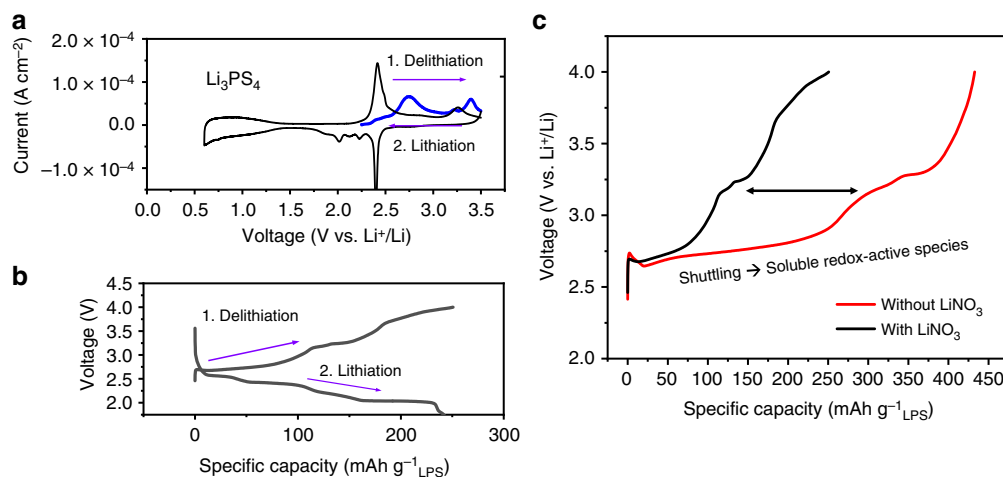 a
Current (A cm⁻²)
2.0 × 10⁻⁴
1.0 × 10⁻⁴
0.0
−1.0 × 10⁻⁴
Li₃PS₄
1. Delithiation
2. Lithiation
0.0 0.5 1.0 1.5 2.0 2.5 3.0 3.5
Voltage (V vs. Li⁺/Li)
b
Voltage (V)
4.0
3.5
3.0
2.5
2.0
1. Delithiation
2. Lithiation
0 100 200 300
Specific capacity (mAh g⁻¹LPS)
c
Voltage (V vs. Li⁺/Li)
4.0
3.5
3.0
2.5
2.0
Shuttling → Soluble redox-active species
Without LiNO₃
With LiNO₃
0 50 100 150 200 250 300 350 400 450
Specific capacity (mAh g⁻¹LPS)